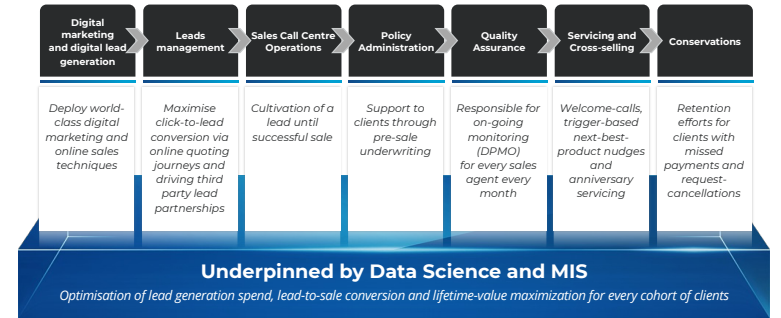 Digital
marketing
and digital lead
generation
Leads
management
Sales Call Centre
Operations
Policy
Administration
Quality
Assurance
Servicing and
Cross-selling
Conservations
Deploy world-
class digital
marketing and
online sales
techniques
Maximise
click-to-lead
conversion via
online quoting
journeys and
driving third
party lead
partnerships
Cultivation of a
lead until
successful sale
Support to
clients through
pre-sale
underwriting
Responsible for
on-going
monitoring
(DPMO)
for every sales
agent every
month
Welcome-calls,
trigger-based
next-best-
product nudges
and
anniversary
servicing
Retention
efforts for
clients with
missed
payments and
request-
cancellations
Underpinned by Data Science and MIS
Optimisation of lead generation spend, lead-to-sale conversion and lifetime-value maximization for every cohort of clients